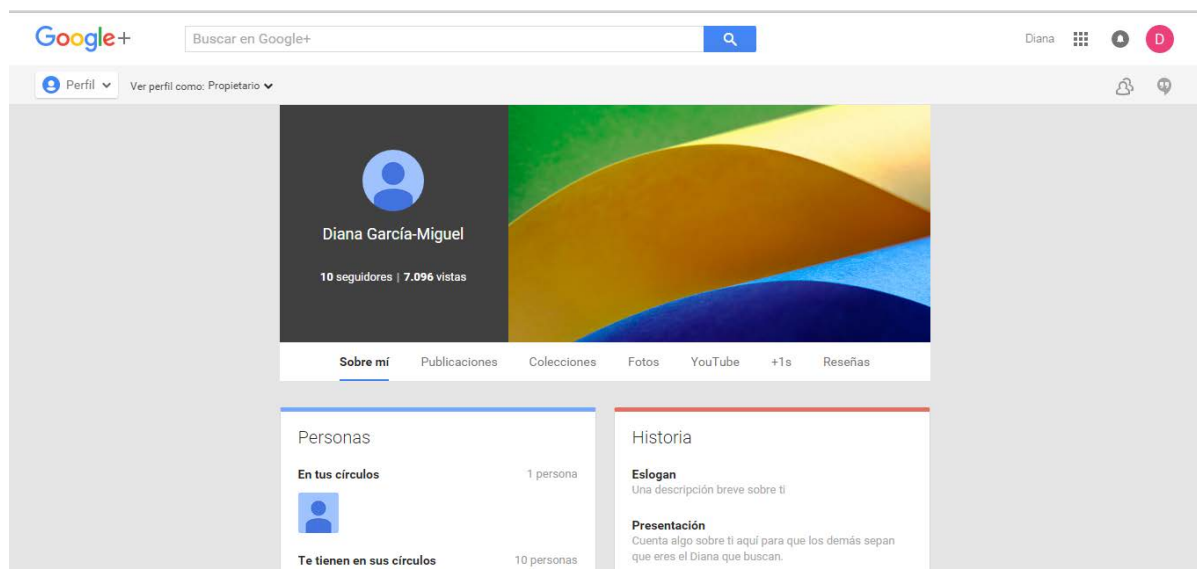 Google+
Buscar en Google+
Diana
D
Perfil
Ver perfil como: Propietario
Diana García-Miguel
10 seguidores | 7.096 vistas
Sobre mí Publicaciones Colecciones Fotos YouTube +1s Reseñas
Personas
En tus círculos 1 persona
Te tienen en sus círculos 10 personas
Historia
Eslogan
Una descripción breve sobre ti
Presentación
Cuenta algo sobre ti aquí para que los demás sepan
que eres el Diana que buscan.